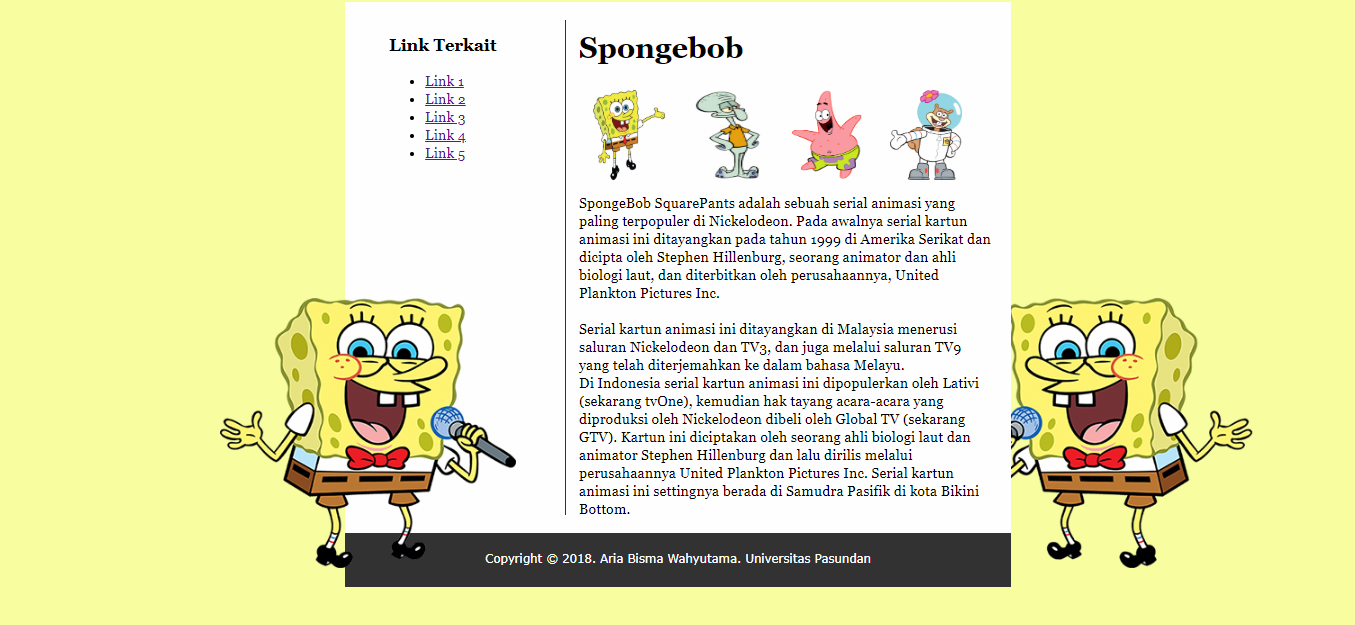 Link Terkait
Link 1
Link 2
Link 3
Link 4
Link 5
Spongebob
SpongeBob SquarePants adalah sebuah serial animasi yang
paling terpopuler di Nickelodeon. Pada awalnya serial kartun
animasi ini ditayangkan pada tahun 1999 di Amerika Serikat dan
dicipta oleh Stephen Hillenburg, seorang animator dan ahli
biologi laut, dan diterbitkan oleh perusahaannya, United
Plankton Pictures Inc.
Serial kartun animasi ini ditayangkan di Malaysia menerusi
saluran Nickelodeon dan TV3, dan juga melalui saluran TV9
yang telah diterjemahkan ke dalam bahasa Melayu.
Di Indonesia serial kartun animasi ini dipopulerkan oleh Lativi
(sekarang tvOne), kemudian hak tayang acara-acara yang
diproduksi oleh Nickelodeon dibeli oleh Global TV (sekarang
GTV). Kartun ini diciptakan oleh seorang ahli biologi laut dan
animator Stephen Hillenburg dan lalu dirilis melalui
perusahaannya United Plankton Pictures Inc. Serial kartun
animasi ini settingnya berada di Samudra Pasifik di kota Bikini
Bottom.
Copyright © 2018. Aria Bisma Wahyutama. Universitas Pasundan